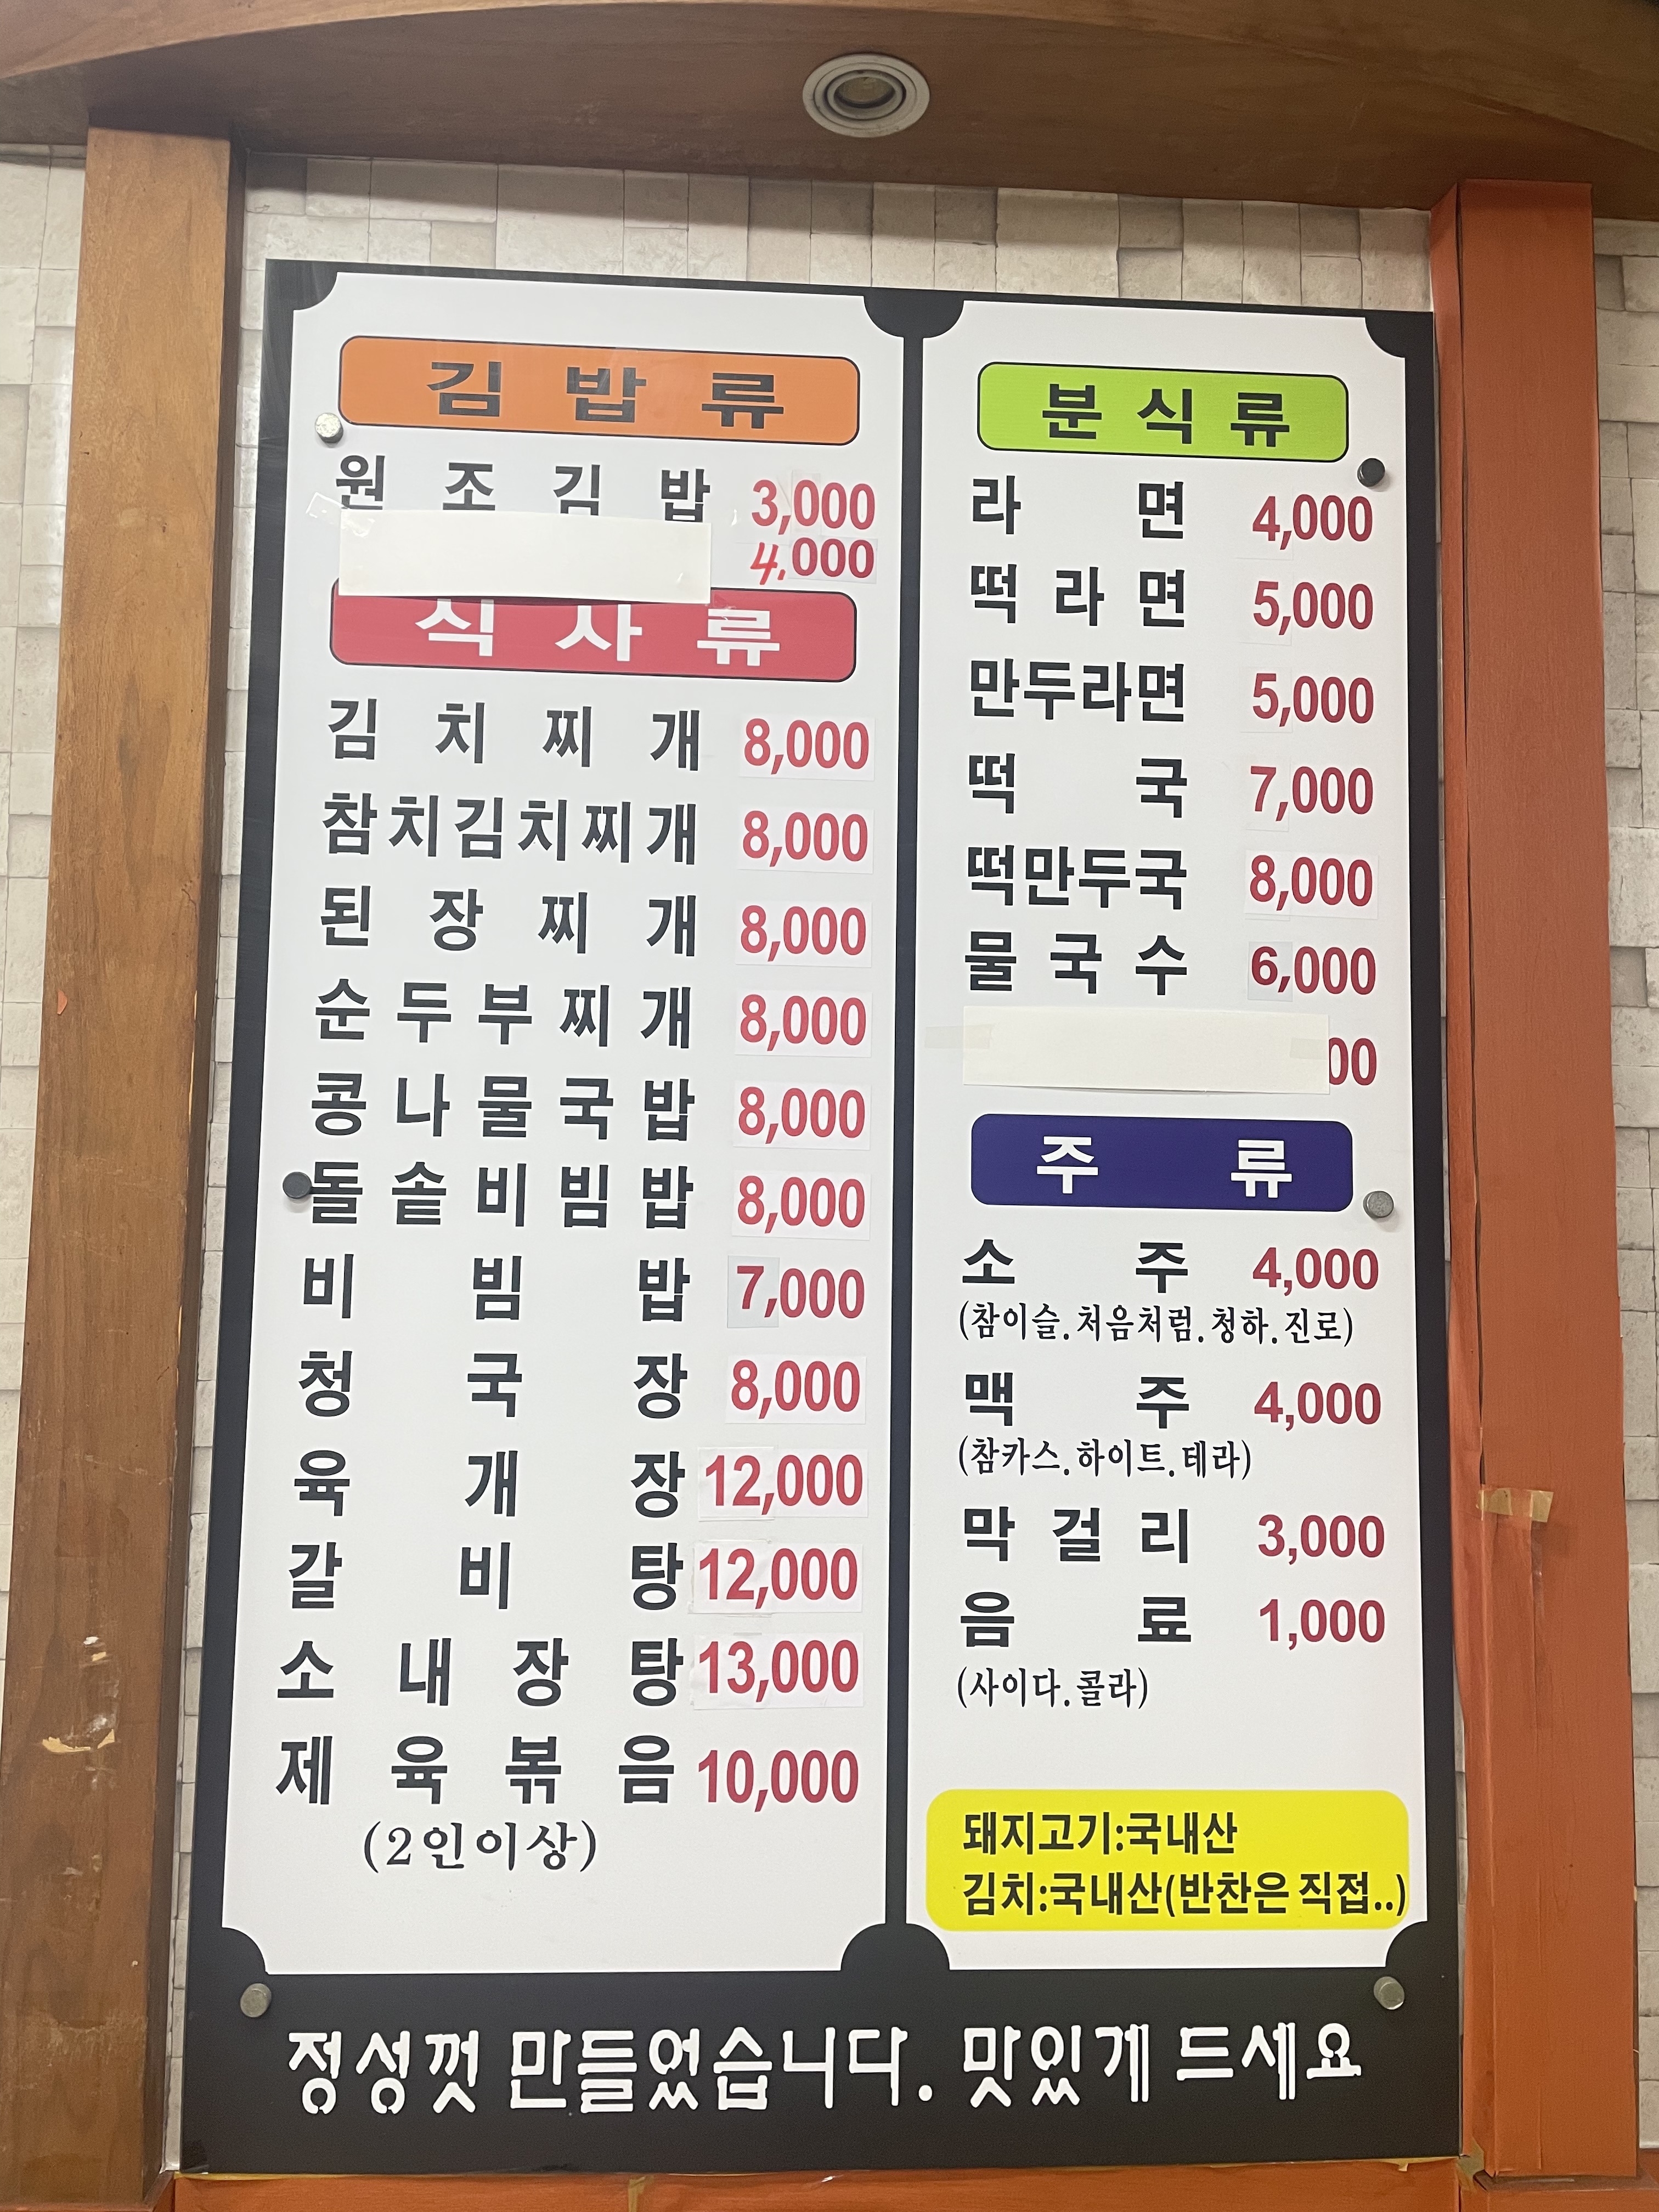 김밥류
원조김밥 3,000
4,000
식사류
김치찌개 8,000
참치김치찌개 8,000
된장찌개 8,000
순두부찌개 8,000
콩나물국밥 8,000
돌솥비빔밥 8,000
비빔밥 7,000
청국장 8,000
육개장 12,000
갈비탕 12,000
소내장탕 13,000
제육볶음 10,000
(2인이상)
분식류
라면 4,000
떡라면 5,000
만두라면 5,000
떡국 7,000
떡만두국 8,000
물국수 6,000
00
주류
소주 4,000
(참이슬.처음처럼.청하.진로)
맥주 4,000
(참카스.하이트.테라)
막걸리 3,000
음료 1,000
(사이다.콜라)
돼지고기:국내산
김치:국내산(반찬은 직접..)
정성껏 만들었습니다. 맛있게 드세요